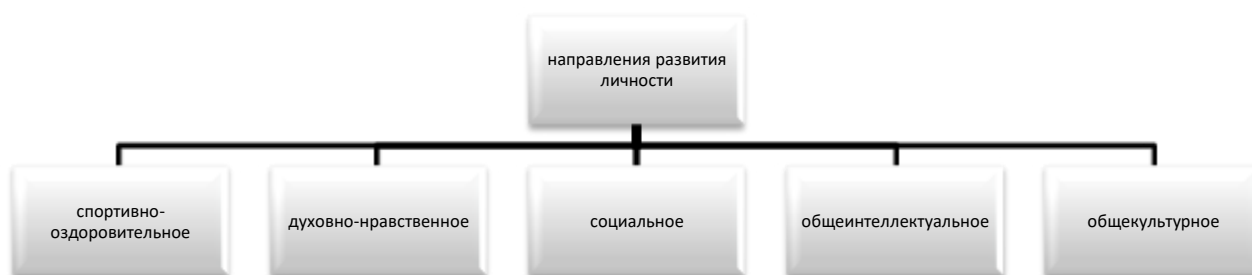 направления развития
личности
спортивно-
оздоровительное
духовно-нравственное
социальное
общеинтеллектуальное
общекультурное